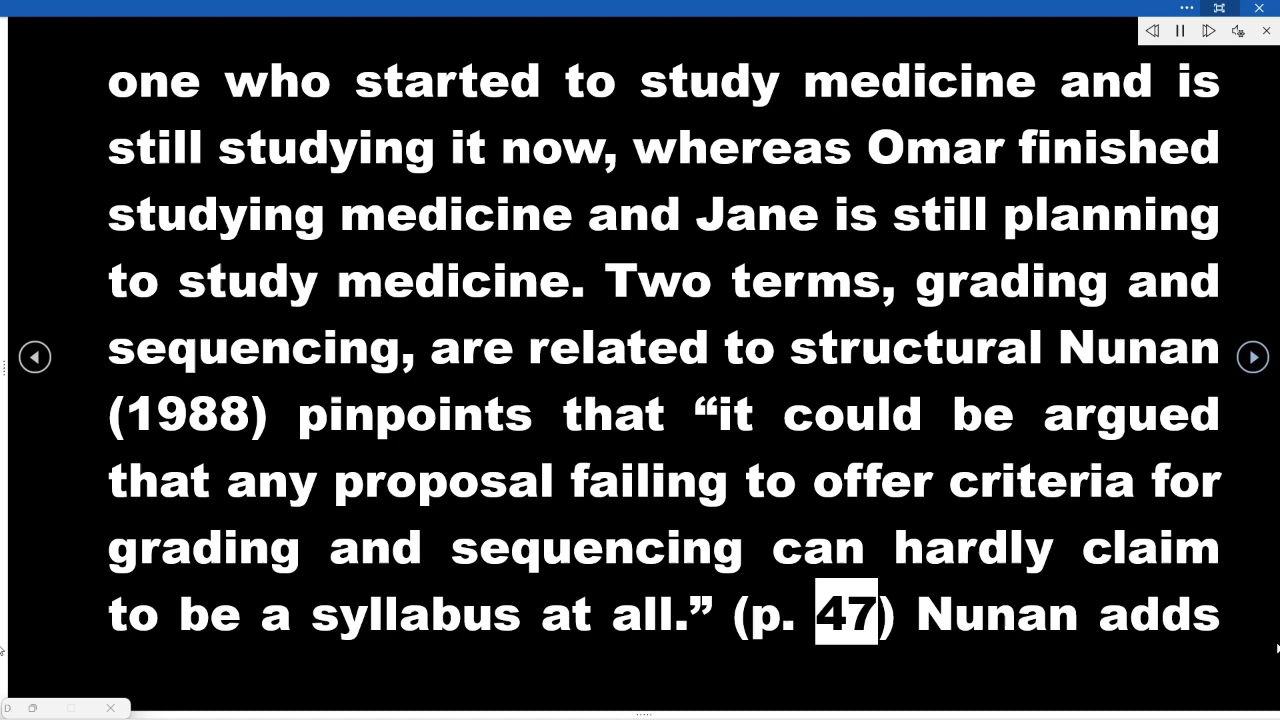 one who started to study medicine and is
still studying it now, whereas Omar finished
studying medicine and Jane is still planning
to study medicine. Two terms, grading and
sequencing, are related to structural Nunan
(1988) pinpoints that “it could be argued
that any proposal failing to offer criteria for
grading and sequencing can hardly claim
to be a syllabus at all.” (p. 47) Nunan adds
D